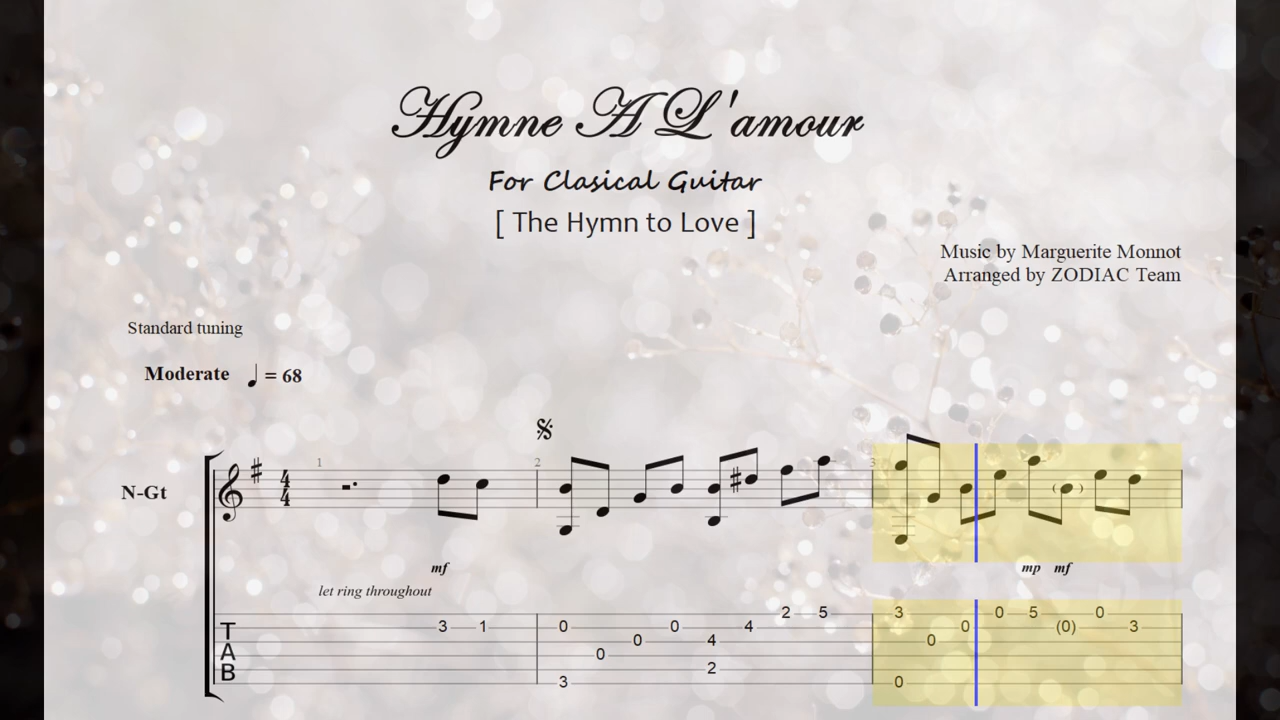 Hymne A L'amour
For Clasical Guitar
[ The Hymn to Love ]
Music by Marguerite Monnot
Arranged by ZODIAC Team
Standard tuning
Moderate ♩ = 68
1 2 3
N-Gt 4/4
mf mp mf
let ring throughout
2 5 3 0 5 0
T 3 1 0 0 4 0 (0) 3
A 0 4 0
0
B 2
3 0